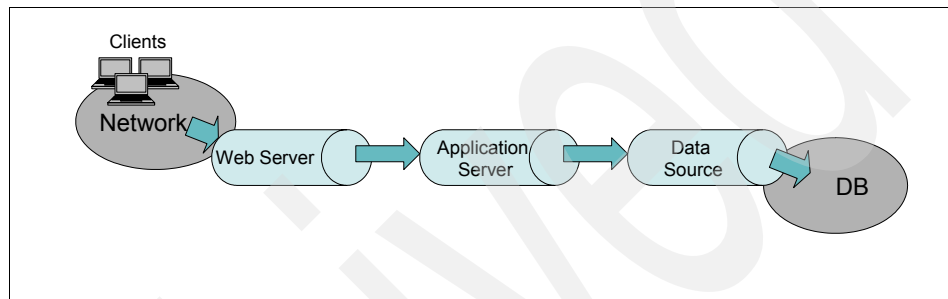 Clients
Network
Web Server
Application
Server
Data
Source
DB